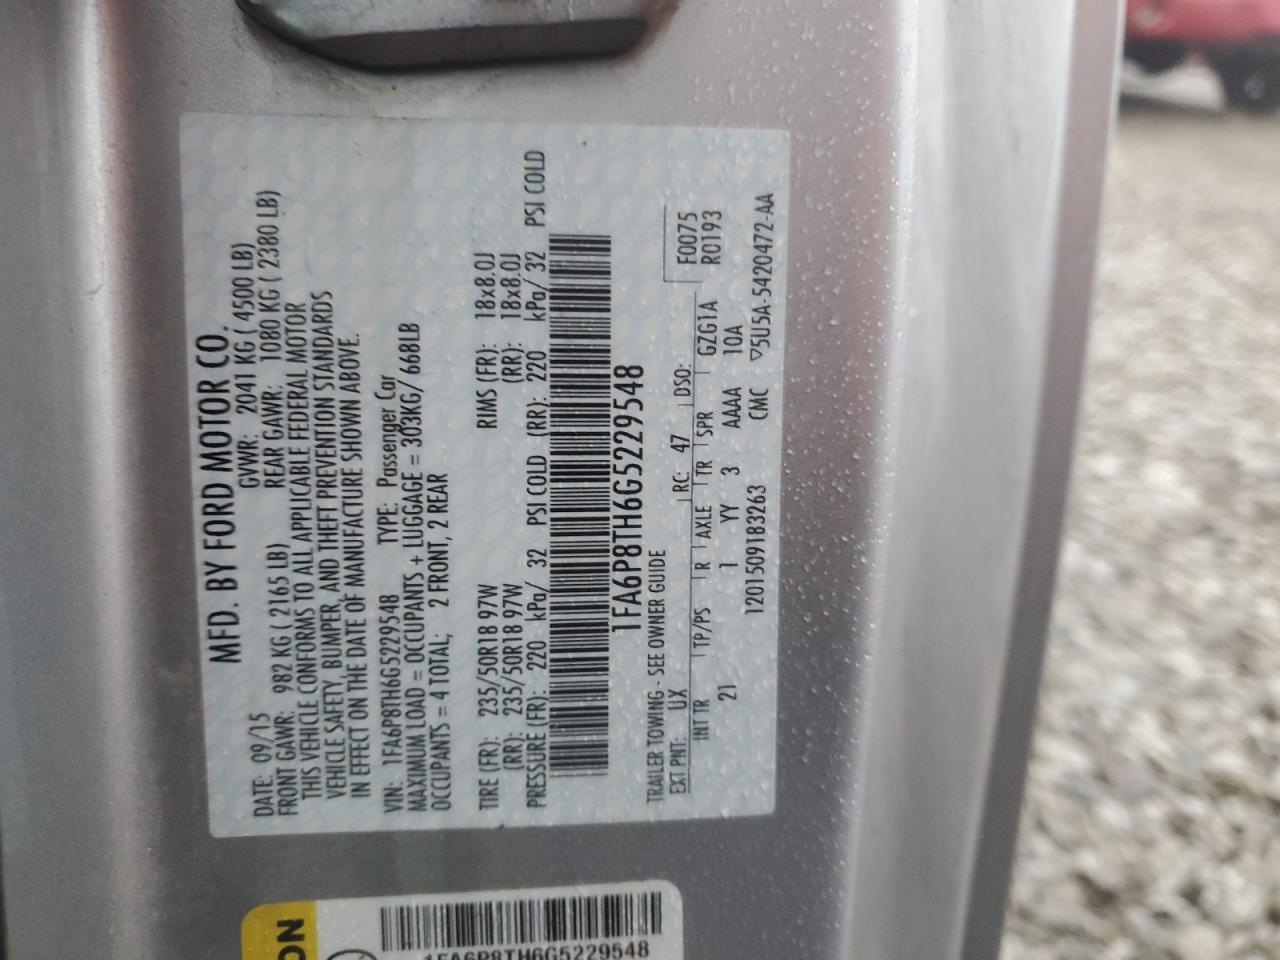 MFD. BY FORD MOTOR CO.
DATE: 09/15 GVWR: 2041 KG ( 4500 LB)
FRONT GAWR: 982 KG ( 2165 LB) REAR GAWR: 1080 KG ( 2380 LB)
THIS VEHICLE CONFORMS TO ALL APPLICABLE FEDERAL MOTOR
VEHICLE SAFETY, BUMPER, AND THEFT PREVENTION STANDARDS
IN EFFECT ON THE DATE OF MANUFACTURE SHOWN ABOVE.
VIN: 1FA6P8TH6G5229548 TYPE: Passenger Car
MAXIMUM LOAD = OCCUPANTS + LUGGAGE = 303KG/ 668LB
OCCUPANTS = 4 TOTAL; 2 FRONT, 2 REAR
TIRE (FR): 235/50R18 97W RIMS (FR): 18x8.0J
(RR): 235/50R18 97W (RR): 18x8.0J
PRESSURE (FR): 220 kPa/ 32 PSI COLD (RR): 220 kPa/ 32 PSI COLD
1FA6P8TH6G5229548
TRAILER TOWING - SEE OWNER GUIDE F0075
EXT PNT: UX RC: 47 DSO: R0193
INT TR TP/PS R AXLE TR SPR GZG1A
21 1 YY 3 AAAA 10A
1201509183263 CMC ▽5U5A-5420472-AA
ON
1FA6P8TH6G5229548